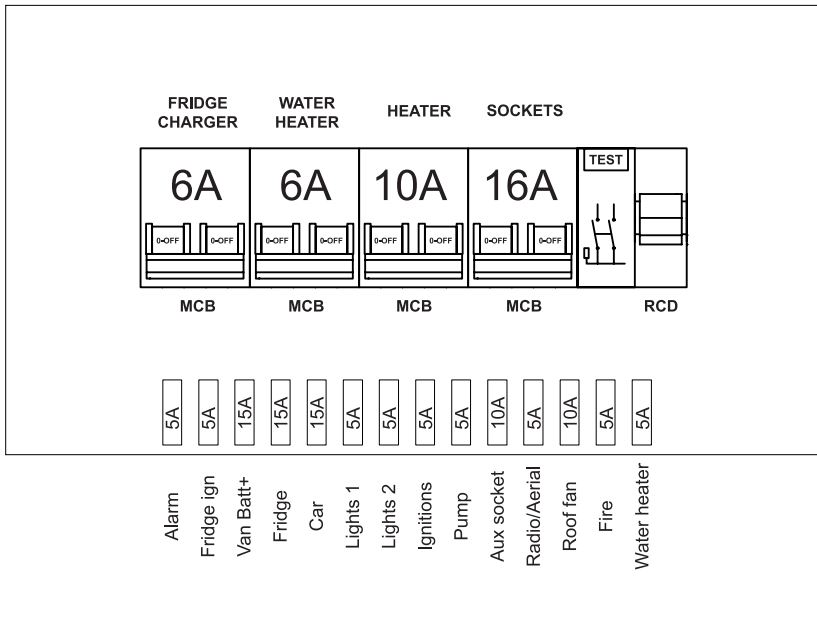 FRIDGE
CHARGER
WATER
HEATER
HEATER
SOCKETS
6A
6A
10A
16A
TEST
0-OFF
0-OFF
0-OFF
0-OFF
0-OFF
0-OFF
0-OFF
0-OFF
MCB
MCB
MCB
MCB
RCD
5A
5A
15A
15A
15A
5A
5A
5A
5A
10A
5A
10A
5A
5A
Alarm
Fridge ign
Van Batt+
Fridge
Car
Lights 1
Lights 2
Ignitions
Pump
Aux socket
Radio/Aerial
Roof fan
Fire
Water heater